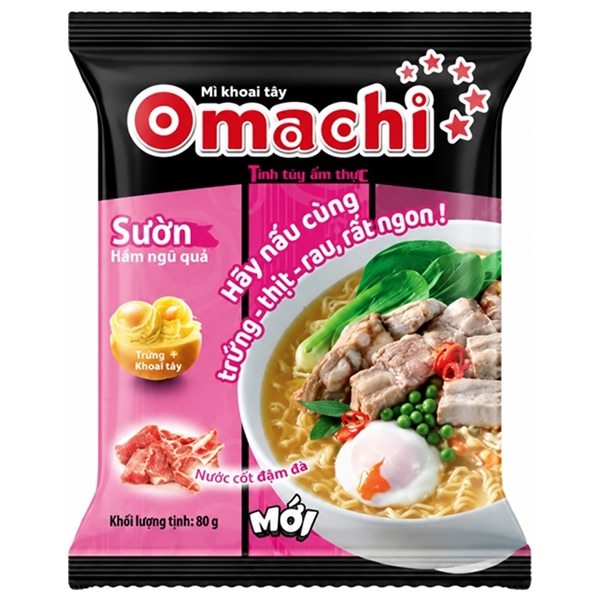 Mì khoai tây
Omachi
Tinh túy ẩm thực
Sườn
Hầm ngũ quả
Hãy nấu cùng
trứng-thịt-rau, rất ngon!
Trứng +
Khoai tây
Nước cốt đậm đà
Khối lượng tịnh: 80 g
MỚI